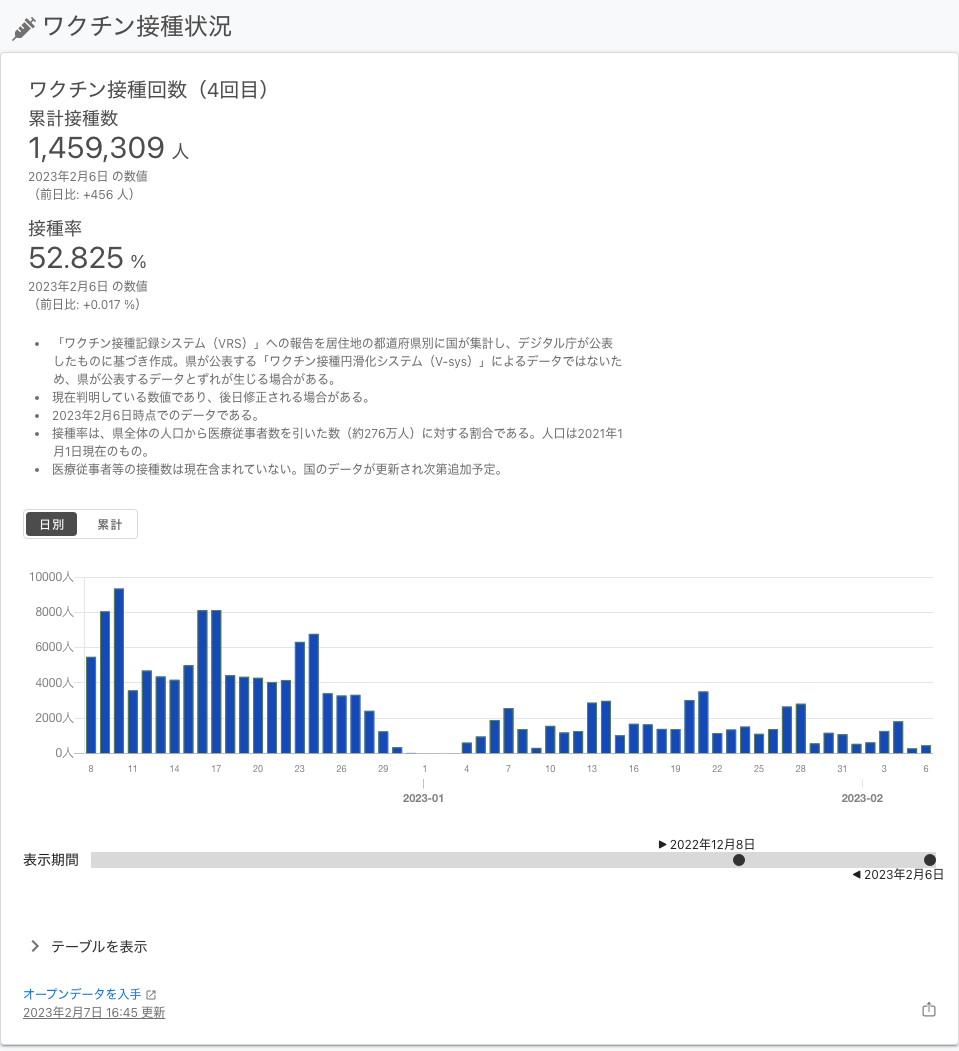 ワクチン接種状況
ワクチン接種回数（4回目）
累計接種数
1,459,309 人
2023年2月6日 の数値
（前日比: +456 人）
接種率
52.825 %
2023年2月6日 の数値
（前日比: +0.017 %）
• 「ワクチン接種記録システム（VRS）」への報告を居住地の都道府県別に国が集計し、デジタル庁が公表
したものに基づき作成。県が公表する「ワクチン接種円滑化システム（V-sys）」によるデータではないた
め、県が公表するデータとずれが生じる場合がある。
• 現在判明している数値であり、後日修正される場合がある。
• 2023年2月6日時点でのデータである。
• 接種率は、県全体の人口から医療従事者数を引いた数（約276万人）に対する割合である。人口は2021年1
月1日現在のもの。
• 医療従事者等の接種数は現在含まれていない。国のデータが更新され次第追加予定。
日別 累計
10000人
8000人
6000人
4000人
2000人
0人
8 11 14 17 20 23 26 29 1 4 7 10 13 16 19 22 25 28 31 3 6
2023-01 2023-02
▶ 2022年12月8日
表示期間
◀ 2023年2月6日
テーブルを表示
オープンデータを入手
2023年2月7日 16:45 更新